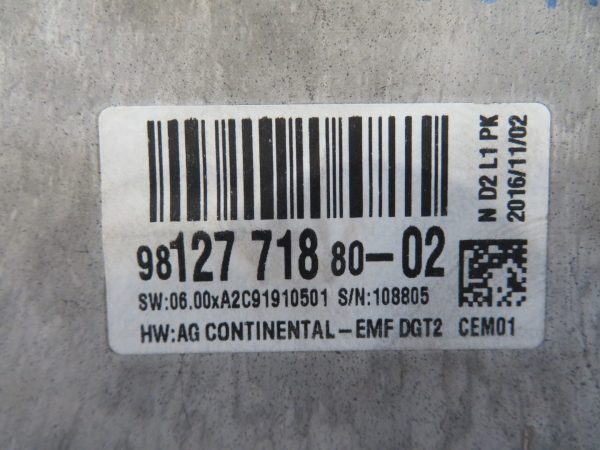 98127 718 80-02
SW:06.00xA2C91910501 S/N:108805
HW:AG CONTINENTAL-EMF DGT2 CEM01
N D2 L1 PK
2016/11/02